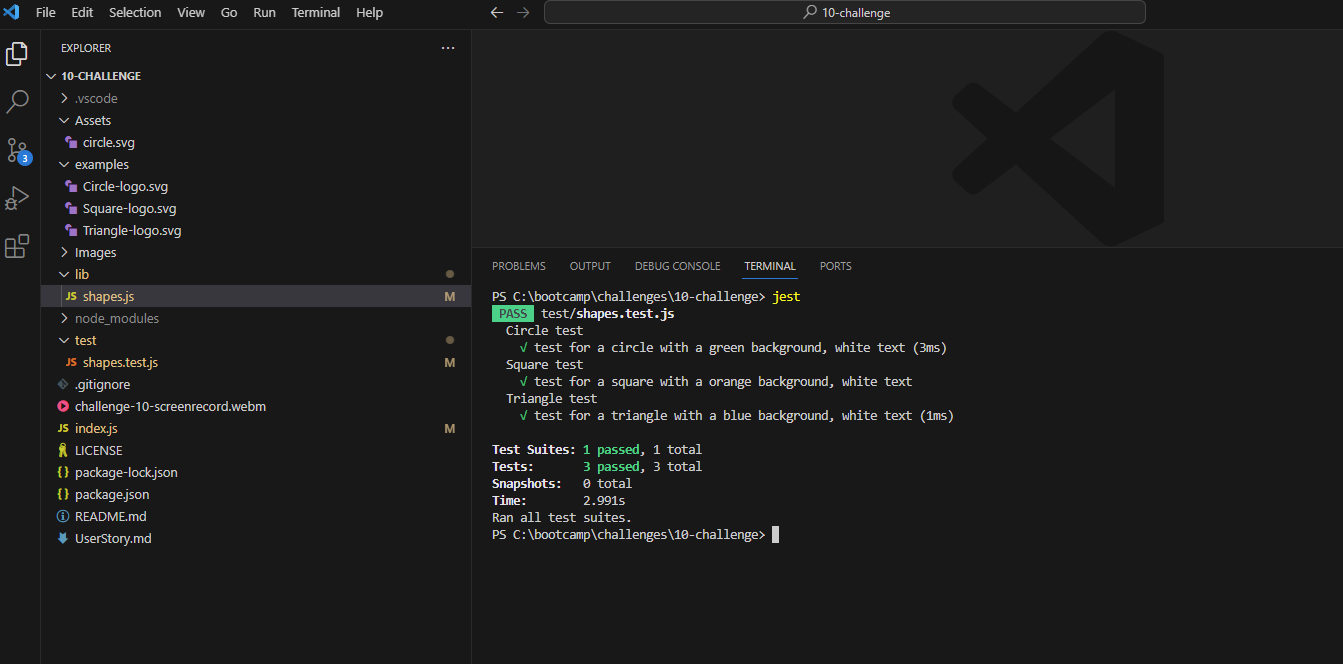 File Edit Selection View Go Run Terminal Help
10-challenge
EXPLORER
10-CHALLENGE
.vscode
Assets
circle.svg
examples
Circle-logo.svg
Square-logo.svg
Triangle-logo.svg
Images
lib
JS shapes.js M
node_modules
test
JS shapes.test.js M
.gitignore
challenge-10-screenrecord.webm
JS index.js M
LICENSE
{} package-lock.json
{} package.json
README.md
UserStory.md
3
PROBLEMS OUTPUT DEBUG CONSOLE TERMINAL PORTS
PS C:\bootcamp\challenges\10-challenge> jest
PASS test/shapes.test.js
Circle test
√ test for a circle with a green background, white text (3ms)
Square test
√ test for a square with a orange background, white text
Triangle test
√ test for a triangle with a blue background, white text (1ms)
Test Suites: 1 passed, 1 total
Tests: 3 passed, 3 total
Snapshots: 0 total
Time: 2.991s
Ran all test suites.
PS C:\bootcamp\challenges\10-challenge>